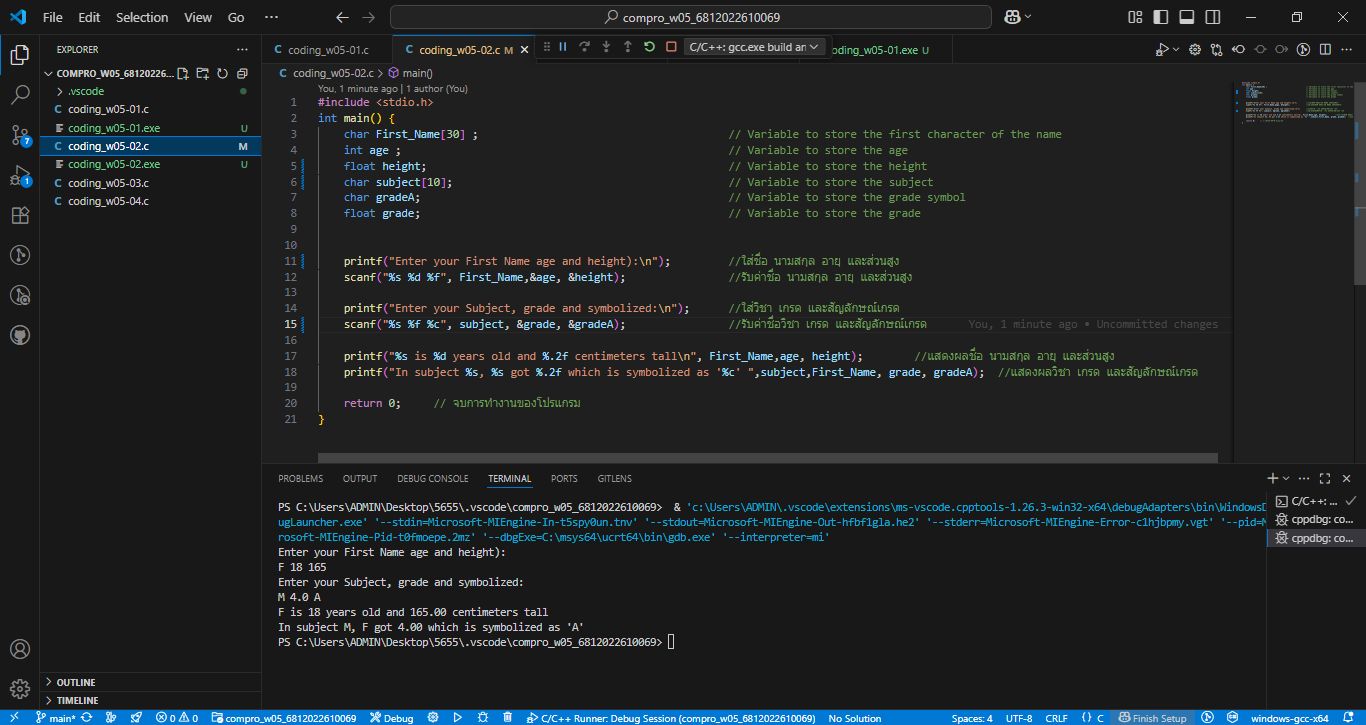 File Edit Selection View Go ··· compro_w05_6812022610069
EXPLORER ···
COMPRO_W05_68120226...
.vscode
coding_w05-01.c
coding_w05-01.exe U
coding_w05-02.c M
coding_w05-02.exe U
coding_w05-03.c
coding_w05-04.c
OUTLINE
TIMELINE
7
1
coding_w05-01.c coding_w05-02.c M C/C++: gcc.exe build an oding_w05-01.exe U
coding_w05-02.c > main()
You, 1 minute ago | 1 author (You)
1 #include <stdio.h>
2 int main() {
3 char First_Name[30] ; // Variable to store the first character of the name
4 int age ; // Variable to store the age
5 float height; // Variable to store the height
6 char subject[10]; // Variable to store the subject
7 char gradeA; // Variable to store the grade symbol
8 float grade; // Variable to store the grade
9
10
11 printf("Enter your First Name age and height):\n"); //ใส่ชื่อ นามสกุล อายุ และส่วนสูง
12 scanf("%s %d %f", First_Name,&age, &height); //รับค่าชื่อ นามสกุล อายุ และส่วนสูง
13
14 printf("Enter your Subject, grade and symbolized:\n"); //ใส่วิชา เกรด และสัญลักษณ์เกรด
15 scanf("%s %f %c", subject, &grade, &gradeA); //รับค่าชื่อวิชา เกรด และสัญลักษณ์เกรด You, 1 minute ago • Uncommitted changes
16
17 printf("%s is %d years old and %.2f centimeters tall\n", First_Name,age, height); //แสดงผลชื่อ นามสกุล อายุ และส่วนสูง
18 printf("In subject %s, %s got %.2f which is symbolized as '%c' ",subject,First_Name, grade, gradeA); //แสดงผลวิชา เกรด และสัญลักษณ์เกรด
19
20 return 0; // จบการทำงานของโปรแกรม
21 }
PROBLEMS OUTPUT DEBUG CONSOLE TERMINAL PORTS GITLENS
PS C:\Users\ADMIN\Desktop\5655\.vscode\compro_w05_6812022610069> & 'c:\Users\ADMIN\.vscode\extensions\ms-vscode.cpptools-1.26.3-win32-x64\debugAdapters\bin\WindowsD
ugLauncher.exe' '--stdin=Microsoft-MIEngine-In-t5spy0un.tnv' '--stdout=Microsoft-MIEngine-Out-hfbf1gla.he2' '--stderr=Microsoft-MIEngine-Error-c1hjbpmy.vgt' '--pid=M
rosoft-MIEngine-Pid-t0fmoepe.2mz' '--dbgExe=C:\msys64\ucrt64\bin\gdb.exe' '--interpreter=mi'
Enter your First Name age and height):
F 18 165
Enter your Subject, grade and symbolized:
M 4.0 A
F is 18 years old and 165.00 centimeters tall
In subject M, F got 4.00 which is symbolized as 'A'
PS C:\Users\ADMIN\Desktop\5655\.vscode\compro_w05_6812022610069>
C/C++: ...
cppdbg: co...
cppdbg: co...
main* 0 0 compro_w05_6812022610069 Debug C/C++ Runner: Debug Session (compro_w05_6812022610069) No Solution Spaces: 4 UTF-8 CRLF {} C Finish Setup windows-gcc-x64